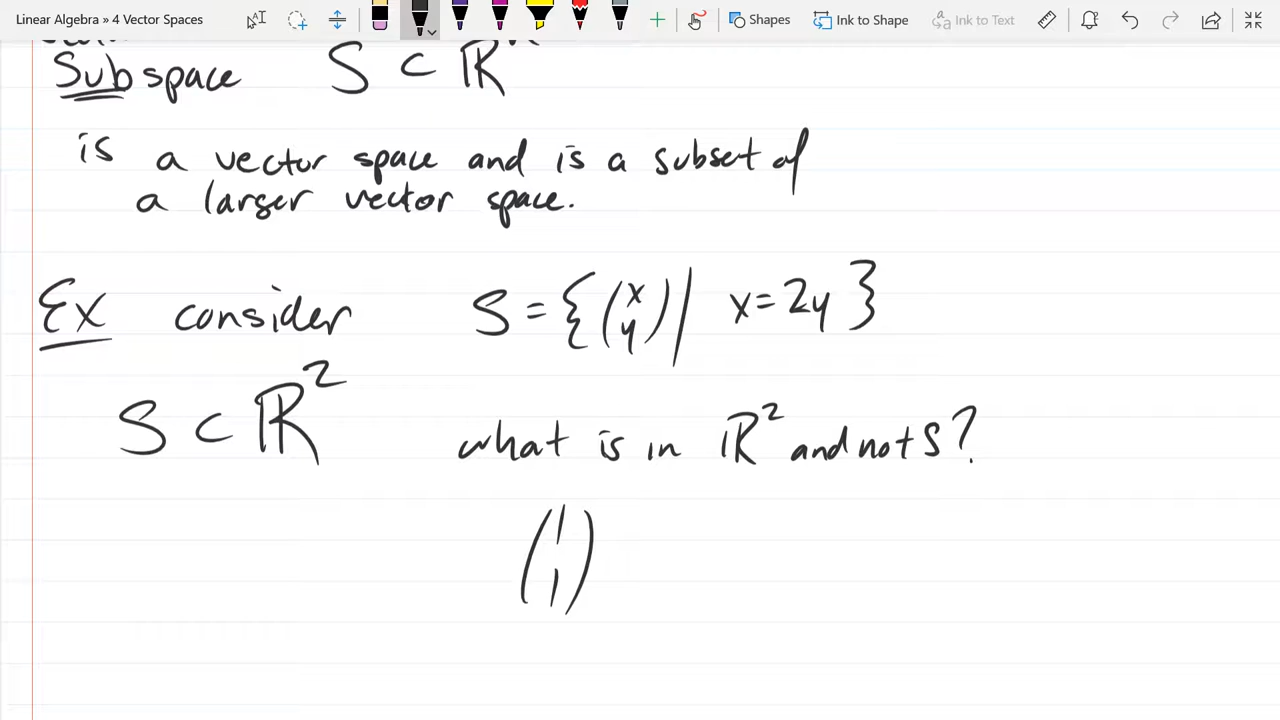 Linear Algebra » 4 Vector Spaces
Shapes
Ink to Shape
Ink to Text
Subspace S ⊂ ℝ
is a vector space and is a subset of
a larger vector space.
Ex consider S = { (x y) | x = 2y }
S ⊂ ℝ² what is in ℝ² and not S?
(1 1)